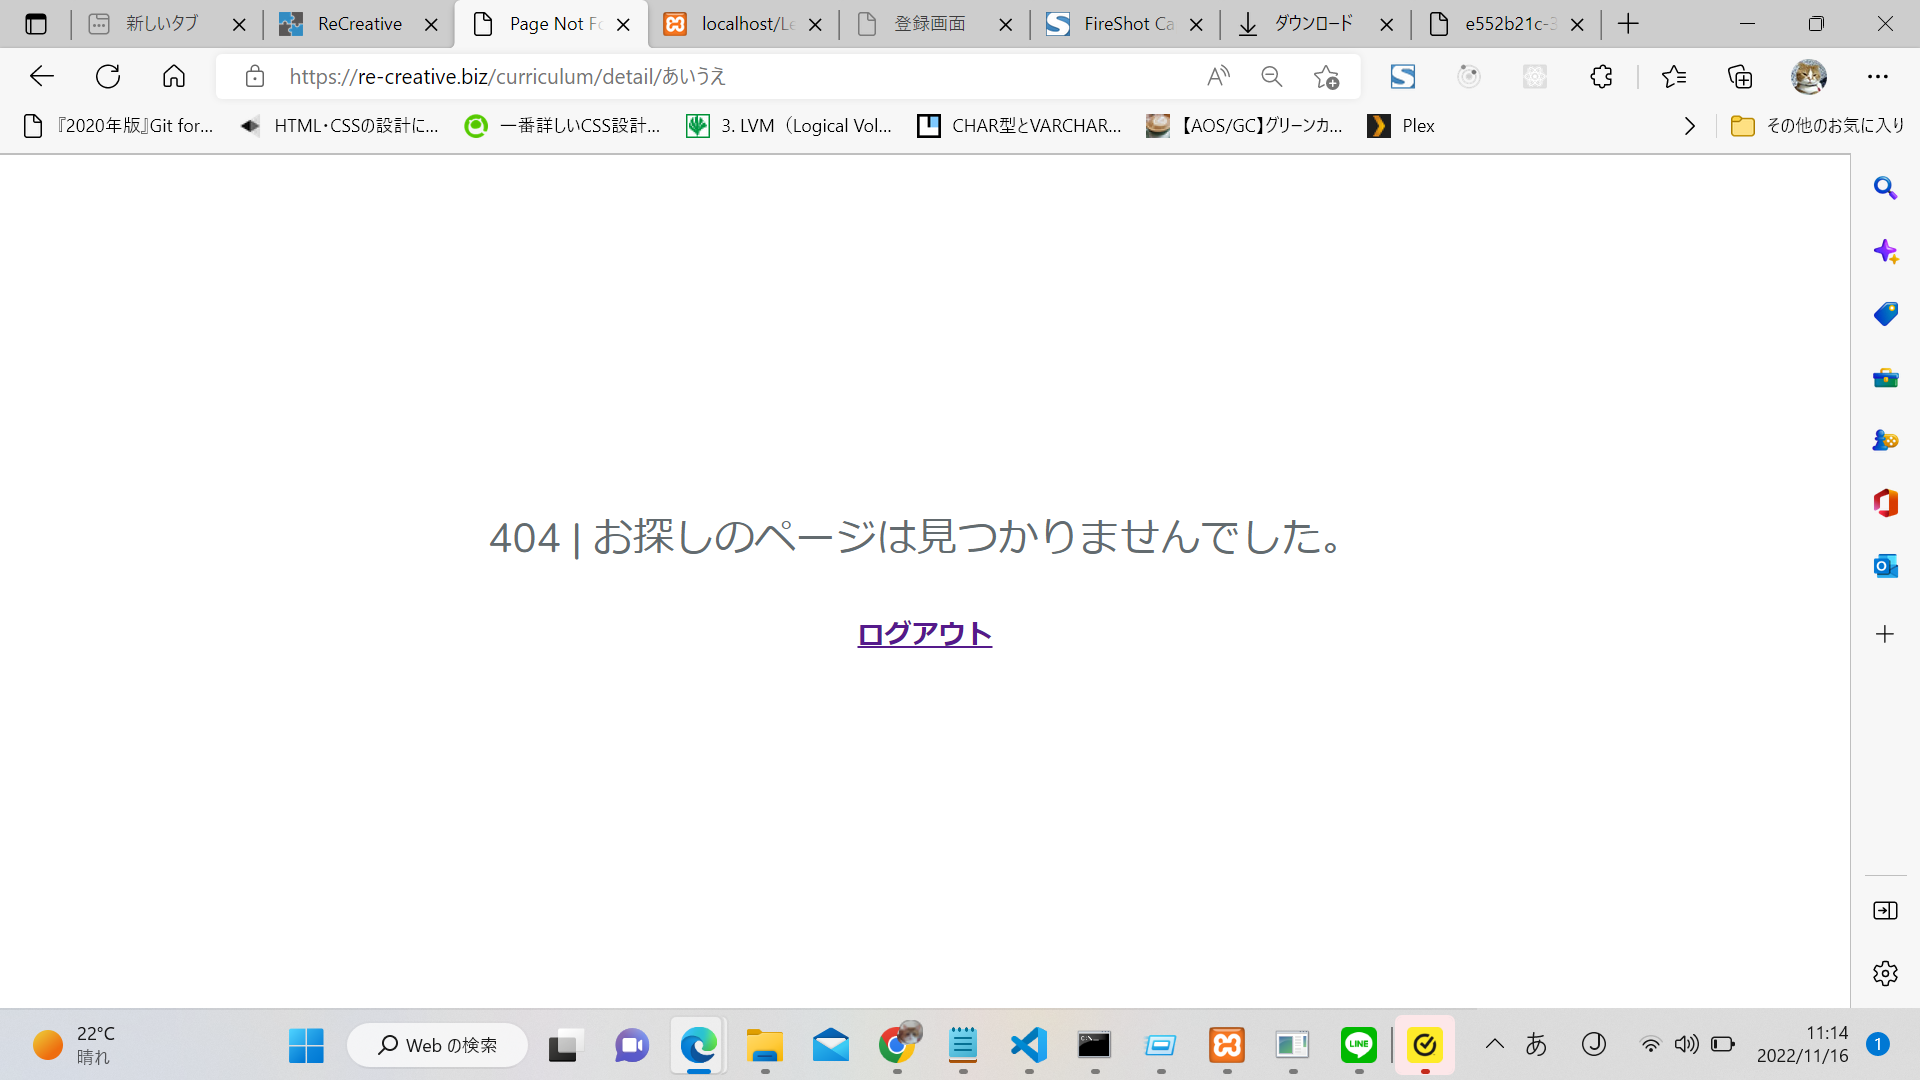 新しいタブ
ReCreative
Page Not Fo
localhost/Le
登録画面
FireShot Ca
ダウンロード
e552b21c-3
https://re-creative.biz/curriculum/detail/あいうえ
『2020年版』Git for...
HTML・CSSの設計に...
一番詳しいCSS設計...
3. LVM（Logical Vol...
CHAR型とVARCHAR...
【AOS/GC】グリーンカ...
Plex
その他のお気に入り
404 | お探しのページは見つかりませんでした。
ログアウト
22°C
晴れ
Web の検索
LINE
あ
11:14
2022/11/16
1